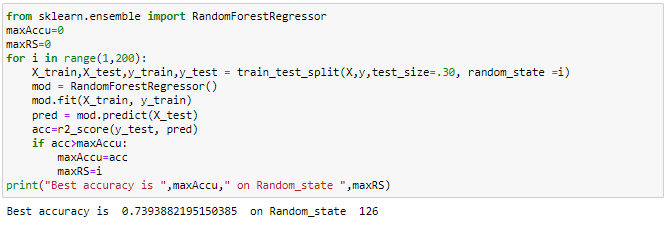 from sklearn.ensemble import RandomForestRegressor
maxAccu=0
maxRS=0
for i in range(1,200):
    X_train,X_test,y_train,y_test = train_test_split(X,y,test_size=.30, random_state =i)
    mod = RandomForestRegressor()
    mod.fit(X_train, y_train)
    pred = mod.predict(X_test)
    acc=r2_score(y_test, pred)
    if acc>maxAccu:
        maxAccu=acc
        maxRS=i
print("Best accuracy is ",maxAccu," on Random_state ",maxRS)
Best accuracy is  0.7393882195150385  on Random_state  126